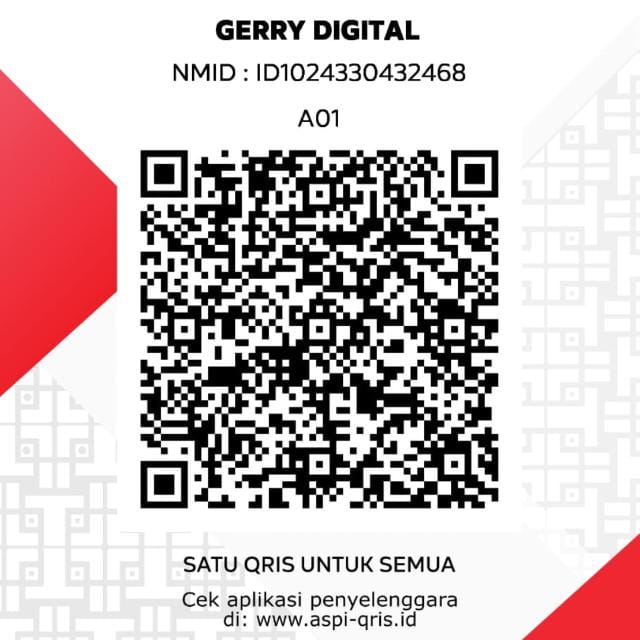 GERRY DIGITAL
NMID : ID1024330432468
A01
SATU QRIS UNTUK SEMUA
Cek aplikasi penyelenggara
di: www.aspi-qris.id